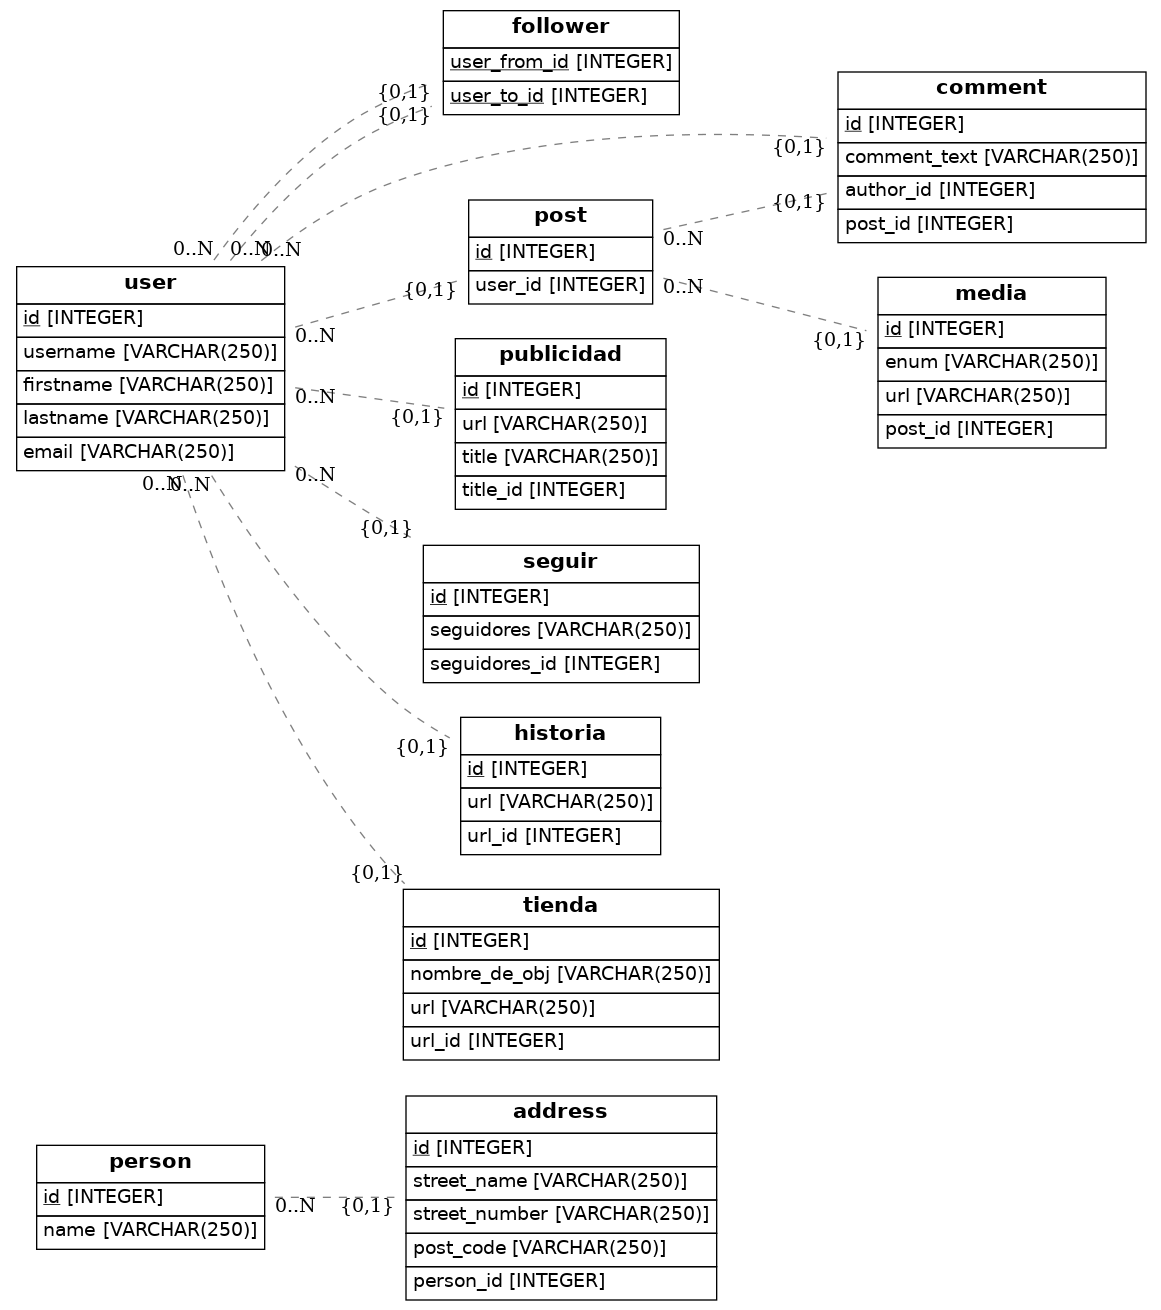 follower
user_from_id [INTEGER]
user_to_id [INTEGER]
{0,1}
{0,1}
comment
id [INTEGER]
comment_text [VARCHAR(250)]
author_id [INTEGER]
post_id [INTEGER]
{0,1}
{0,1}
post
id [INTEGER]
user_id [INTEGER]
0..N
0..N
{0,1}
0..N
0..N
0..N
user
id [INTEGER]
username [VARCHAR(250)]
firstname [VARCHAR(250)]
lastname [VARCHAR(250)]
email [VARCHAR(250)]
0..N
0..N
0..N
0..N
0..N
media
id [INTEGER]
enum [VARCHAR(250)]
url [VARCHAR(250)]
post_id [INTEGER]
{0,1}
publicidad
id [INTEGER]
url [VARCHAR(250)]
title [VARCHAR(250)]
title_id [INTEGER]
{0,1}
{0,1}
seguir
id [INTEGER]
seguidores [VARCHAR(250)]
seguidores_id [INTEGER]
historia
id [INTEGER]
url [VARCHAR(250)]
url_id [INTEGER]
{0,1}
{0,1}
tienda
id [INTEGER]
nombre_de_obj [VARCHAR(250)]
url [VARCHAR(250)]
url_id [INTEGER]
person
id [INTEGER]
name [VARCHAR(250)]
0..N
{0,1}
address
id [INTEGER]
street_name [VARCHAR(250)]
street_number [VARCHAR(250)]
post_code [VARCHAR(250)]
person_id [INTEGER]